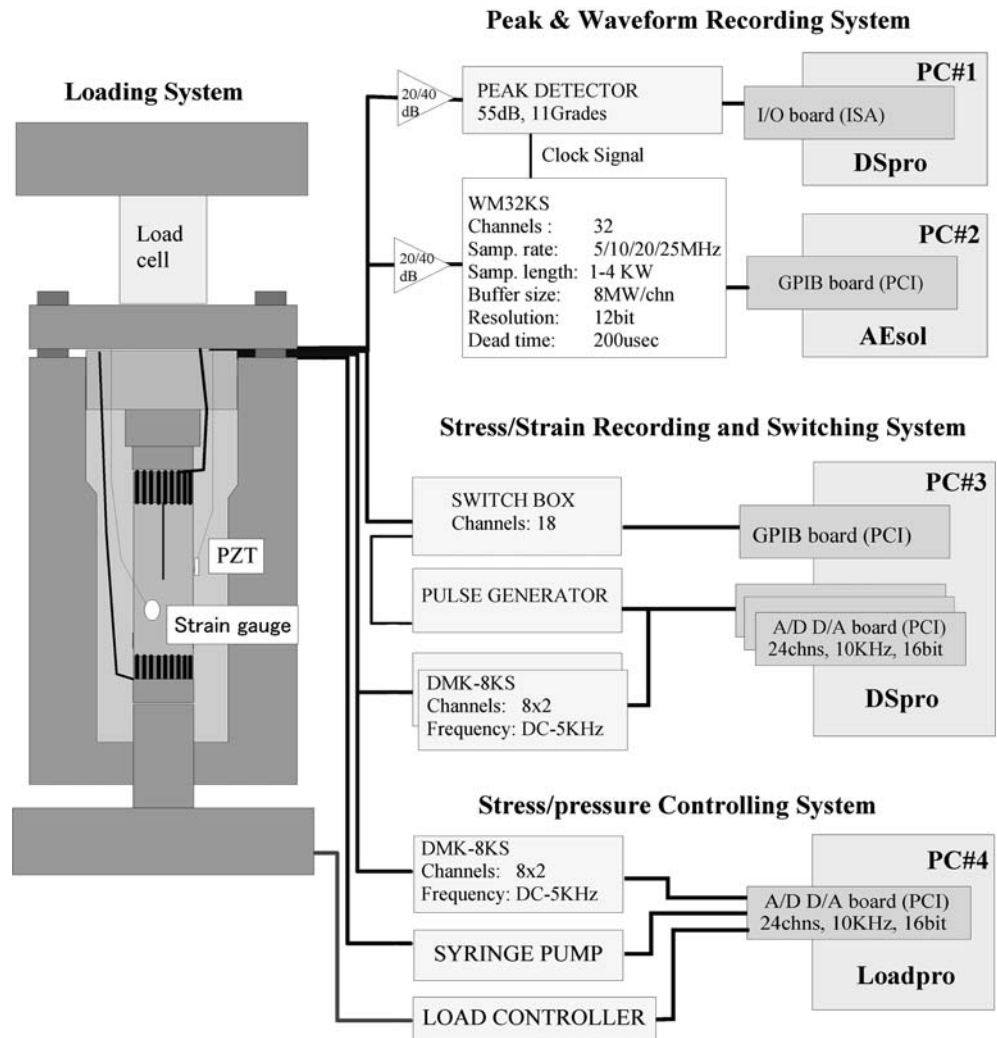 Peak & Waveform Recording System
Loading System
Load
cell
PZT
Strain gauge
20/40
dB
PEAK DETECTOR
55dB, 11Grades
PC#1
I/O board (ISA)
DSpro
Clock Signal
20/40
dB
WM32KS
Channels : 32
Samp. rate: 5/10/20/25MHz
Samp. length: 1-4 KW
Buffer size: 8MW/chn
Resolution: 12bit
Dead time: 200usec
PC#2
GPIB board (PCI)
AEsol
Stress/Strain Recording and Switching System
SWITCH BOX
Channels: 18
PULSE GENERATOR
DMK-8KS
Channels: 8x2
Frequency: DC-5KHz
PC#3
GPIB board (PCI)
A/D D/A board (PCI)
24chns, 10KHz, 16bit
DSpro
Stress/pressure Controlling System
DMK-8KS
Channels: 8x2
Frequency: DC-5KHz
SYRINGE PUMP
LOAD CONTROLLER
PC#4
A/D D/A board (PCI)
24chns, 10KHz, 16bit
Loadpro